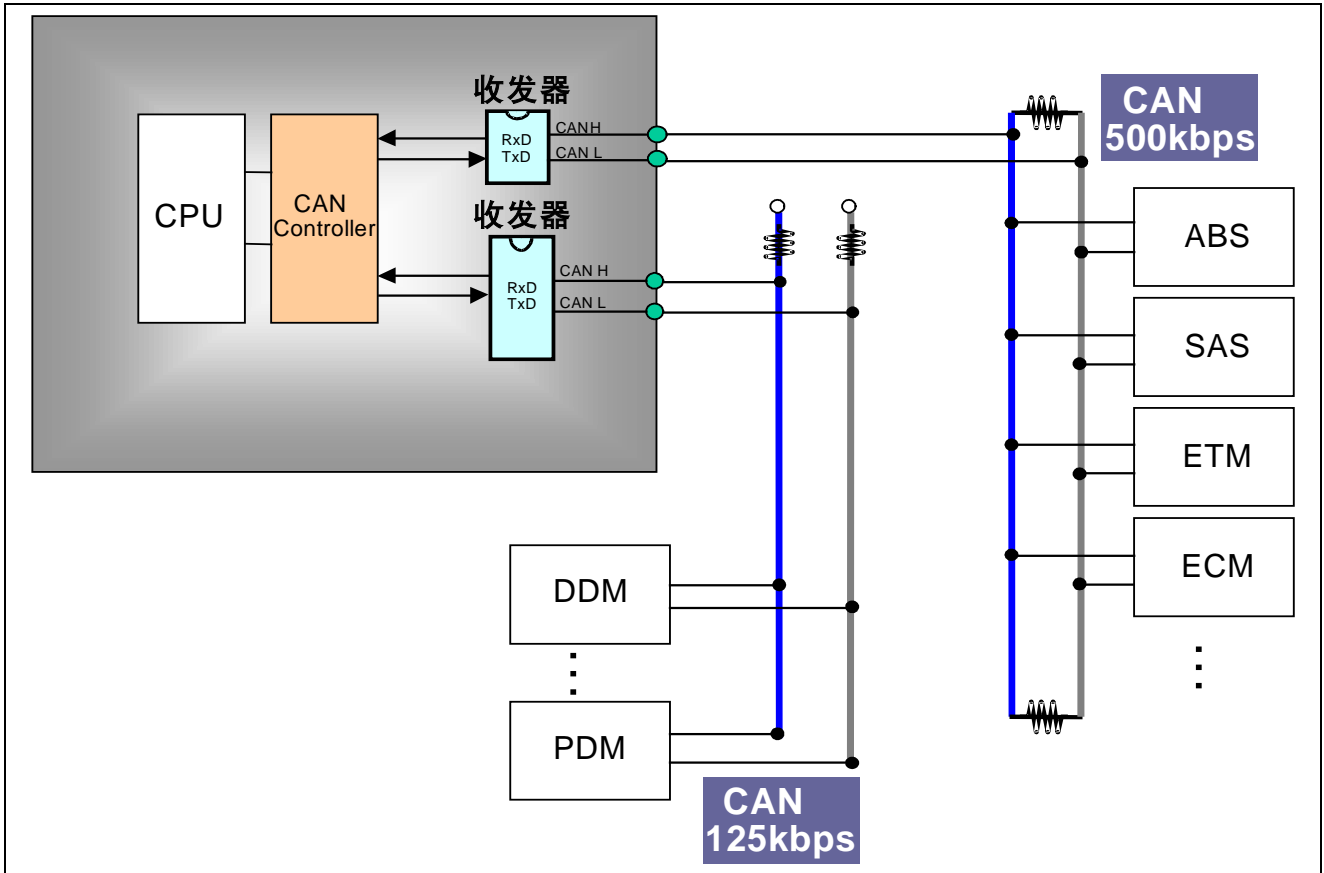 收发器
CAN
500kbps
CANH
RxD
TxD
CAN L
CPU
CAN
Controller
收发器
ABS
CAN H
RxD
TxD
CAN L
SAS
ETM
ECM
DDM
PDM
CAN
125kbps